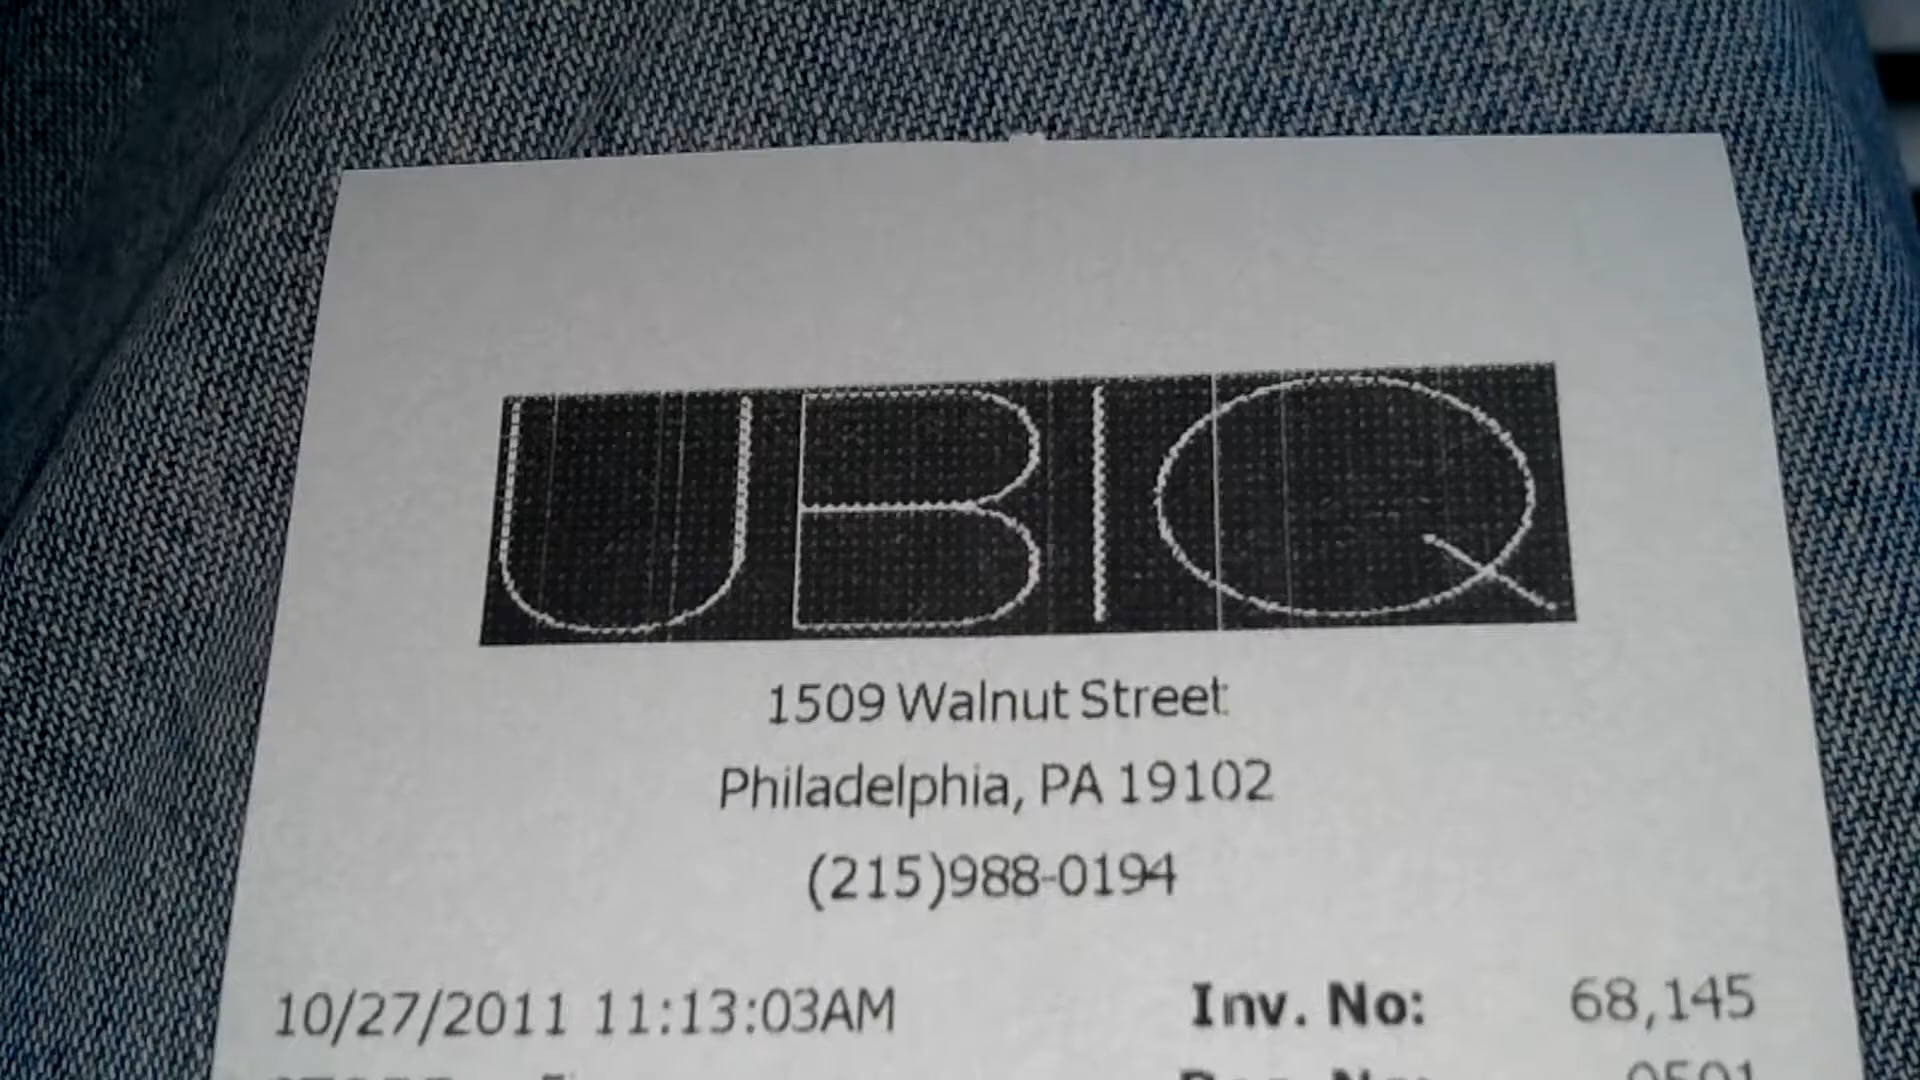 UBIQ
1509 Walnut Street
Philadelphia, PA 19102
(215)988-0194
10/27/2011 11:13:03AM Inv. No: 68,145